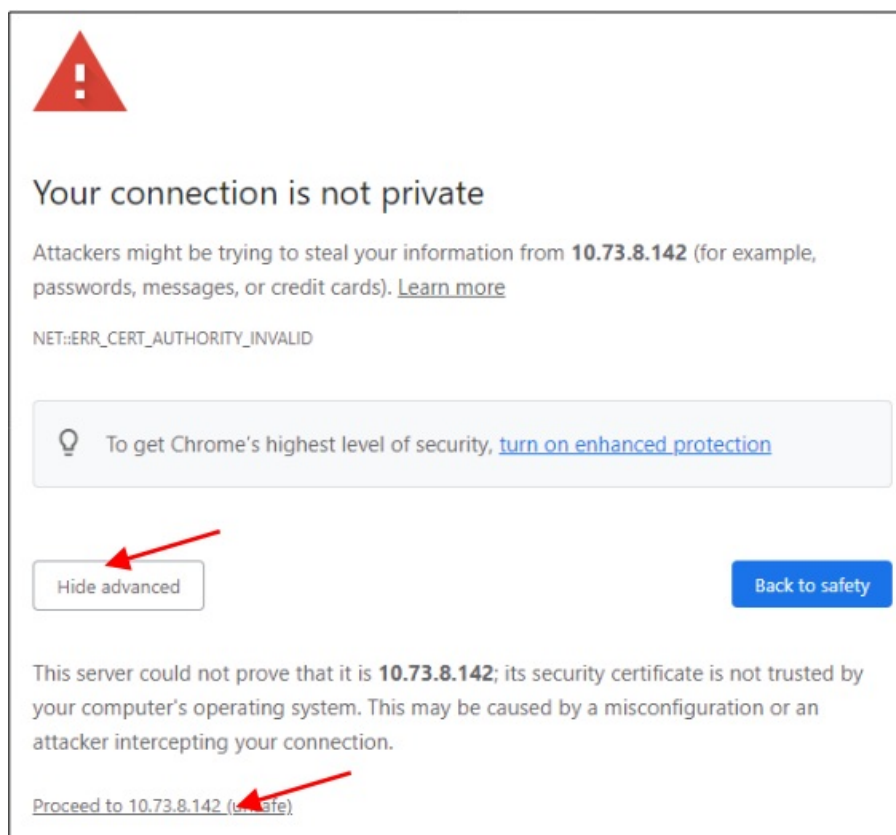 Your connection is not private
Attackers might be trying to steal your information from 10.73.8.142 (for example,
passwords, messages, or credit cards). Learn more
NET::ERR_CERT_AUTHORITY_INVALID
To get Chrome's highest level of security, turn on enhanced protection
Hide advanced
Back to safety
This server could not prove that it is 10.73.8.142; its security certificate is not trusted by
your computer's operating system. This may be caused by a misconfiguration or an
attacker intercepting your connection.
Proceed to 10.73.8.142 (unsafe)